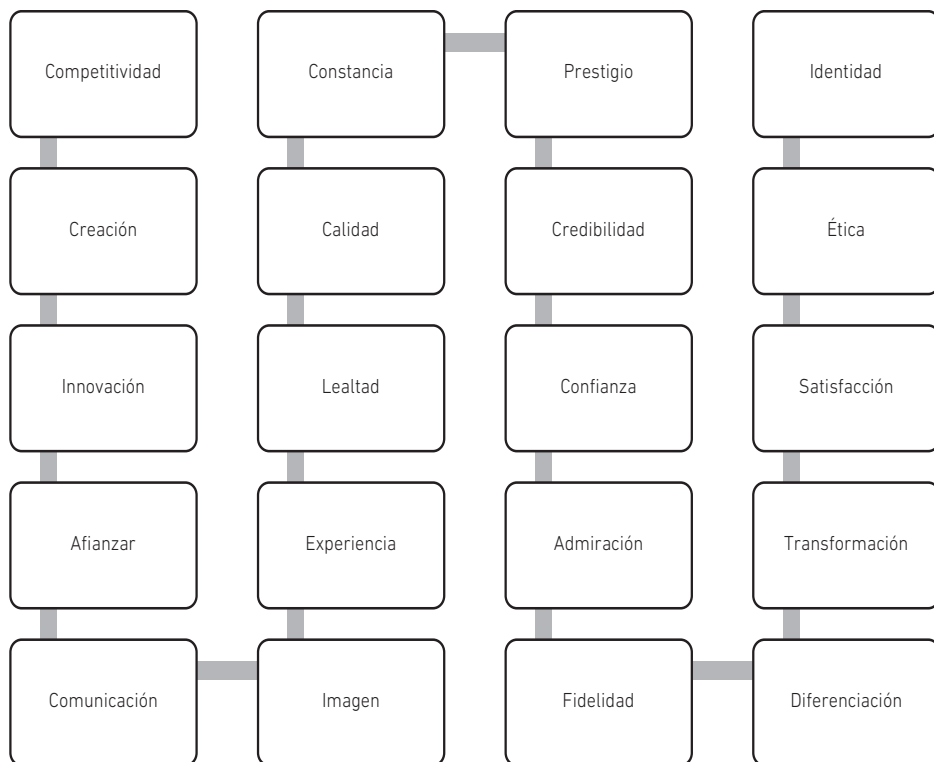 Competitividad
Creación
Innovación
Afianzar
Comunicación
Imagen
Experiencia
Lealtad
Calidad
Constancia
Prestigio
Credibilidad
Confianza
Admiración
Fidelidad
Diferenciación
Transformación
Satisfacción
Ética
Identidad